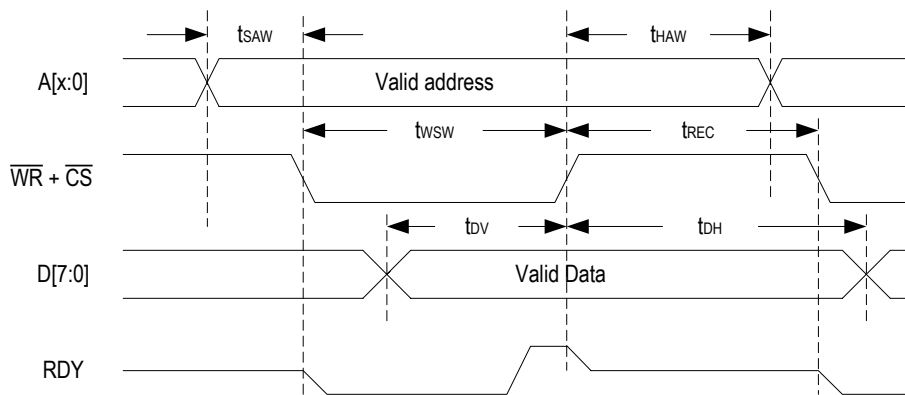 tSAW tHAW
A[x:0] Valid address
tWSW tREC
WR + CS
tDV tDH
D[7:0] Valid Data
RDY